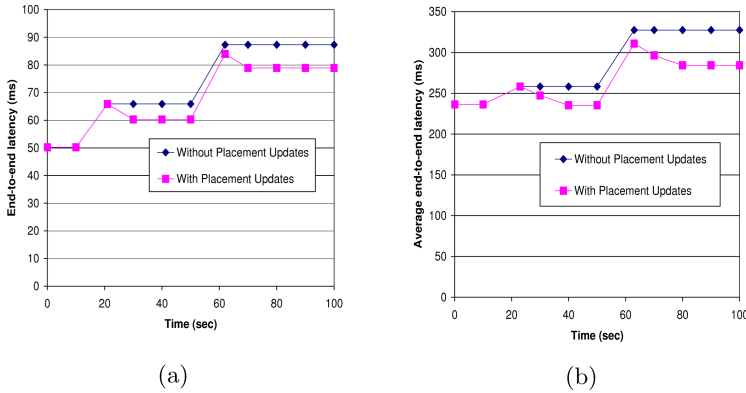 100
90
80
70
60
50
40
30
20
10
0
End-to-end latency (ms)
Without Placement Updates
With Placement Updates
0 20 40 60 80 100
Time (sec)
(a)
350
300
250
200
150
100
50
0
Average end-to-end latency (ms)
Without Placement Updates
With Placement Updates
0 20 40 60 80 100
Time (sec)
(b)